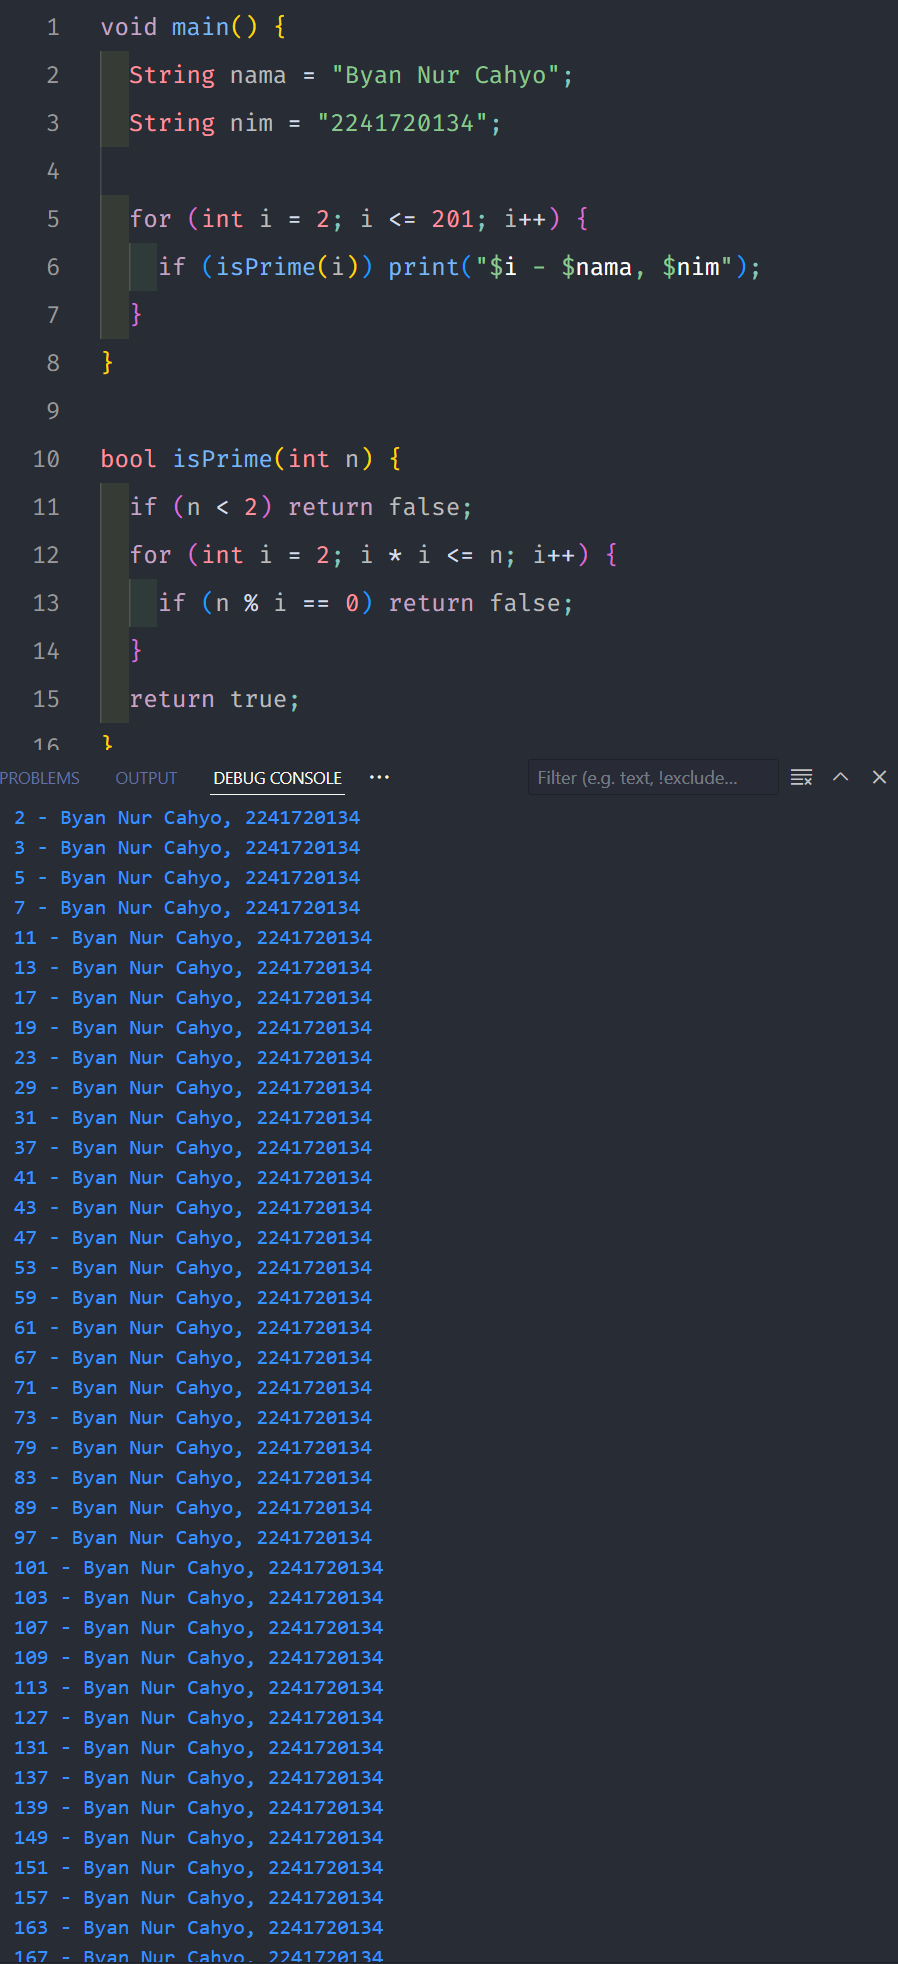 1 void main() {
2 String nama = "Byan Nur Cahyo";
3 String nim = "2241720134";
4
5 for (int i = 2; i <= 201; i++) {
6 if (isPrime(i)) print("$i - $nama, $nim");
7 }
8 }
9
10 bool isPrime(int n) {
11 if (n < 2) return false;
12 for (int i = 2; i * i <= n; i++) {
13 if (n % i == 0) return false;
14 }
15 return true;
16 }
PROBLEMS OUTPUT DEBUG CONSOLE ••• Filter (e.g. text, !exclude...
2 - Byan Nur Cahyo, 2241720134
3 - Byan Nur Cahyo, 2241720134
5 - Byan Nur Cahyo, 2241720134
7 - Byan Nur Cahyo, 2241720134
11 - Byan Nur Cahyo, 2241720134
13 - Byan Nur Cahyo, 2241720134
17 - Byan Nur Cahyo, 2241720134
19 - Byan Nur Cahyo, 2241720134
23 - Byan Nur Cahyo, 2241720134
29 - Byan Nur Cahyo, 2241720134
31 - Byan Nur Cahyo, 2241720134
37 - Byan Nur Cahyo, 2241720134
41 - Byan Nur Cahyo, 2241720134
43 - Byan Nur Cahyo, 2241720134
47 - Byan Nur Cahyo, 2241720134
53 - Byan Nur Cahyo, 2241720134
59 - Byan Nur Cahyo, 2241720134
61 - Byan Nur Cahyo, 2241720134
67 - Byan Nur Cahyo, 2241720134
71 - Byan Nur Cahyo, 2241720134
73 - Byan Nur Cahyo, 2241720134
79 - Byan Nur Cahyo, 2241720134
83 - Byan Nur Cahyo, 2241720134
89 - Byan Nur Cahyo, 2241720134
97 - Byan Nur Cahyo, 2241720134
101 - Byan Nur Cahyo, 2241720134
103 - Byan Nur Cahyo, 2241720134
107 - Byan Nur Cahyo, 2241720134
109 - Byan Nur Cahyo, 2241720134
113 - Byan Nur Cahyo, 2241720134
127 - Byan Nur Cahyo, 2241720134
131 - Byan Nur Cahyo, 2241720134
137 - Byan Nur Cahyo, 2241720134
139 - Byan Nur Cahyo, 2241720134
149 - Byan Nur Cahyo, 2241720134
151 - Byan Nur Cahyo, 2241720134
157 - Byan Nur Cahyo, 2241720134
163 - Byan Nur Cahyo, 2241720134
167 - Byan Nur Cahyo, 2241720134